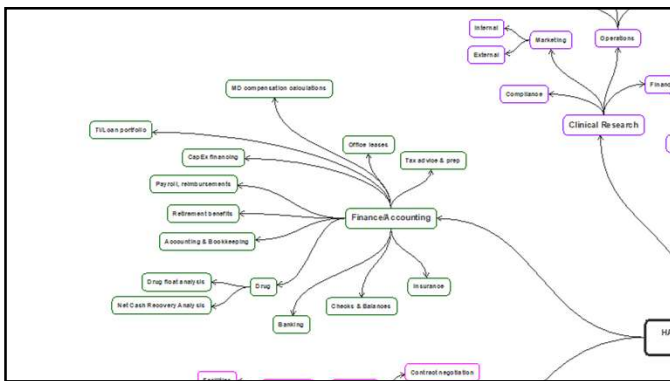 Internal
Marketing
Operations
External
MD compensation calculations
Compliance
Financ
Clinical Research
TI/Loan portfolio
Office leases
CapEx financing
Tax advice & prep
Payroll, reimbursements
Retirement benefits
Finance/Accounting
Accounting & Bookkeeping
Drug float analysis
Drug
Insurance
Net Cash Recovery Analysis
Checks & Balances
Banking
HA
Contract negotiation